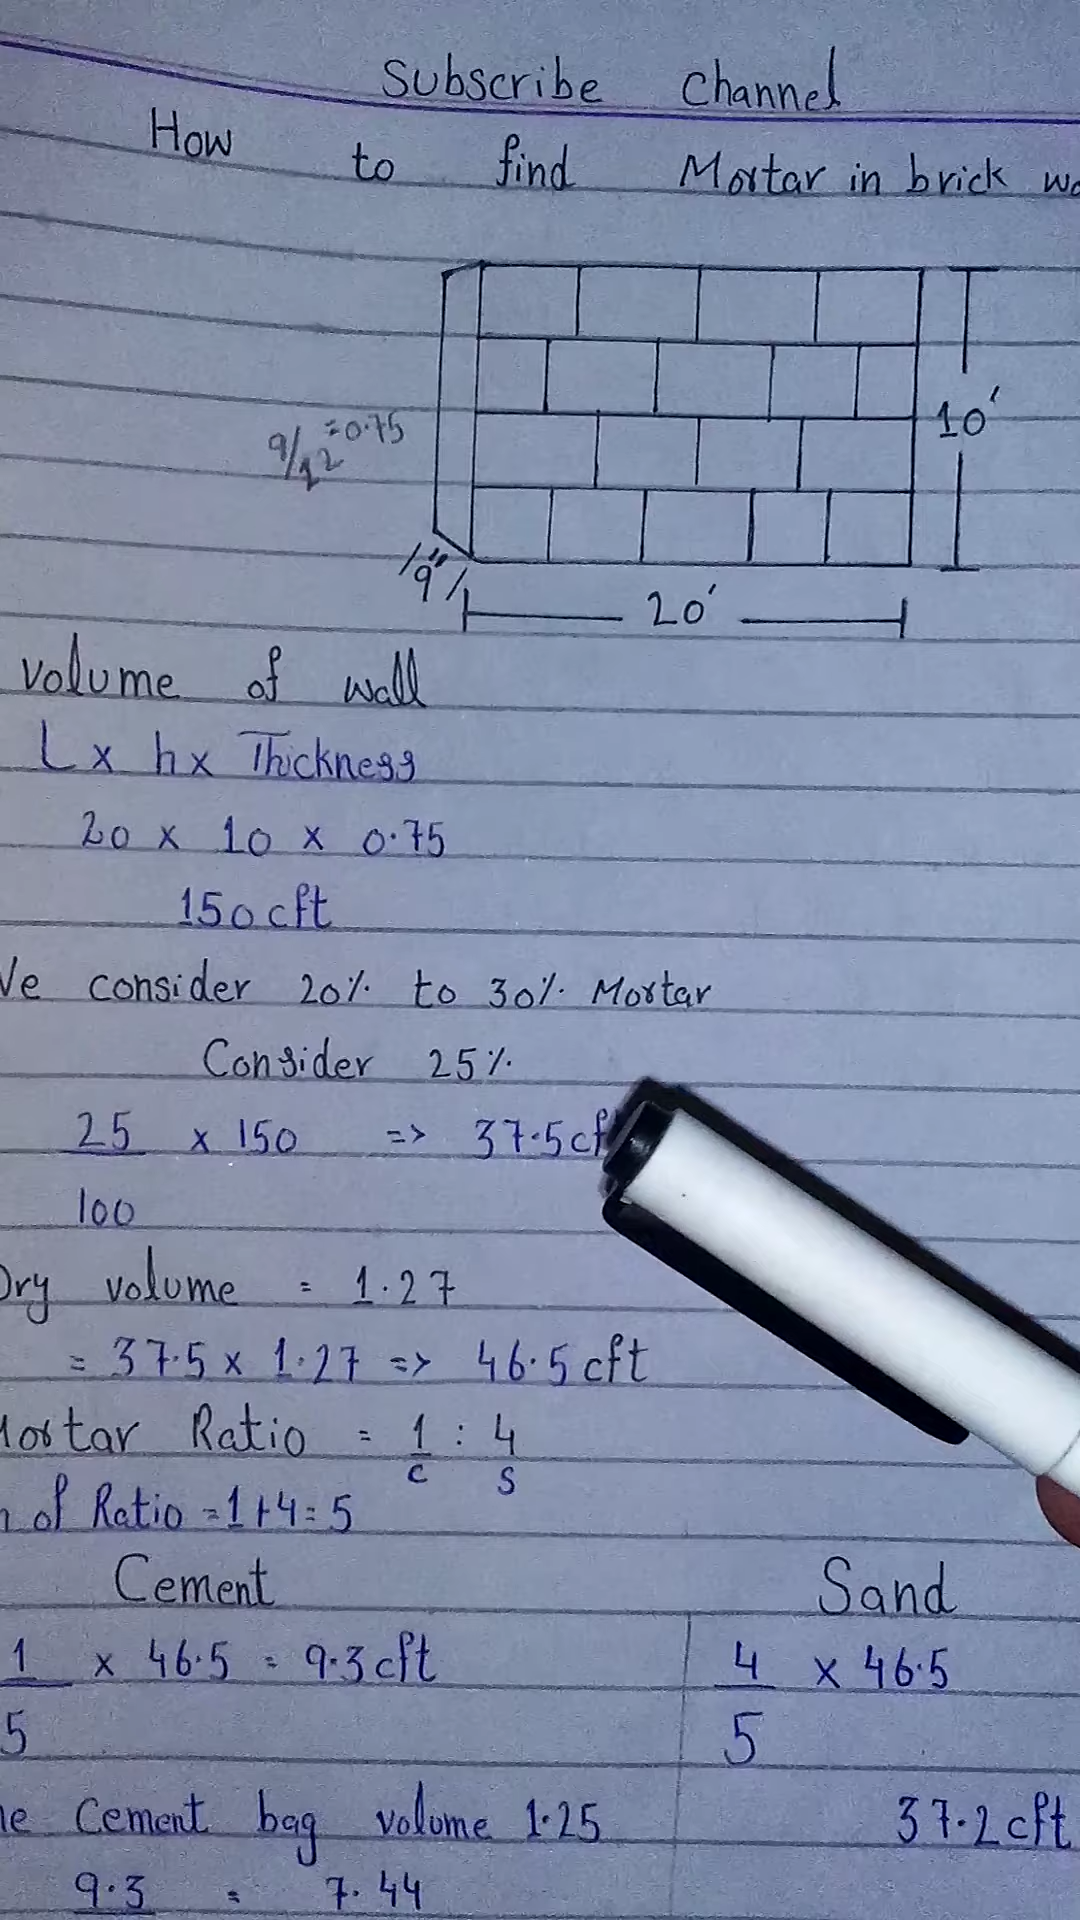 Subscribe Channel
How to find Mortar in brick
9/12 = 0.75
10'
9"
20'
Volume of wall
L x h x Thickness
20 x 10 x 0.75
150 cft
consider 20% to 30% Mortar
Consider 25%
25 x 150 => 37.5 cf
100
Dry volume = 1.27
= 37.5 x 1.27 => 46.5 cft
Mortar Ratio = 1 : 4
C S
of Ratio = 1+4 = 5
Cement Sand
1 x 46.5 = 9.3 cft 4 x 46.5
5 5
Cement bag volume 1.25 37.2 cft
9.3 = 7.44